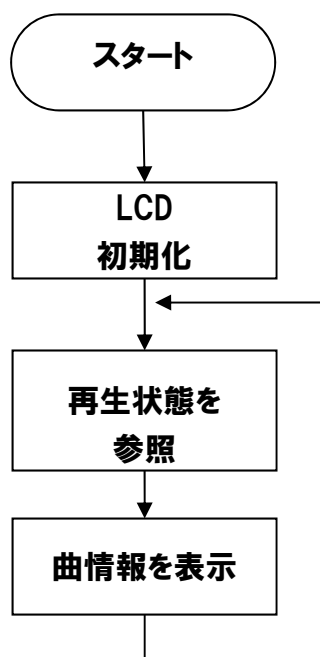 スタート
LCD
初期化
再生状態を
参照
曲情報を表示